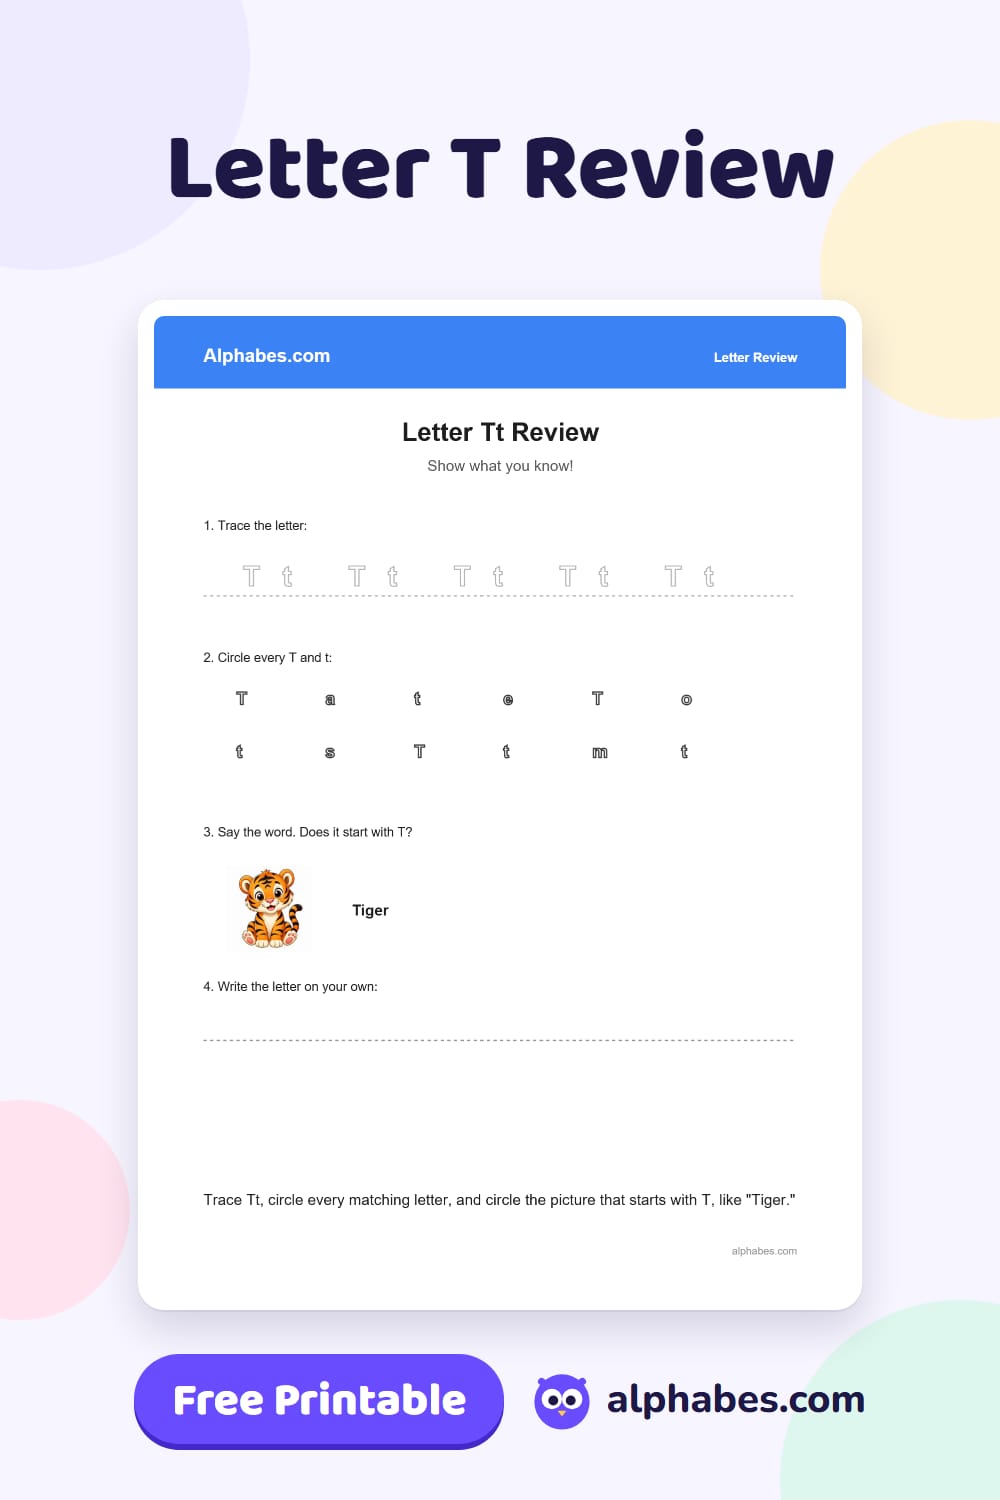 Letter T Review
Alphabes.com
Letter Review
Letter Tt Review
Show what you know!
1. Trace the letter:
T t T t T t T t T t
2. Circle every T and t:
T a t e T o
t s T t m t
3. Say the word. Does it start with T?
Tiger
4. Write the letter on your own:
Trace Tt, circle every matching letter, and circle the picture that starts with T, like "Tiger."
alphabes.com
Free Printable
alphabes.com